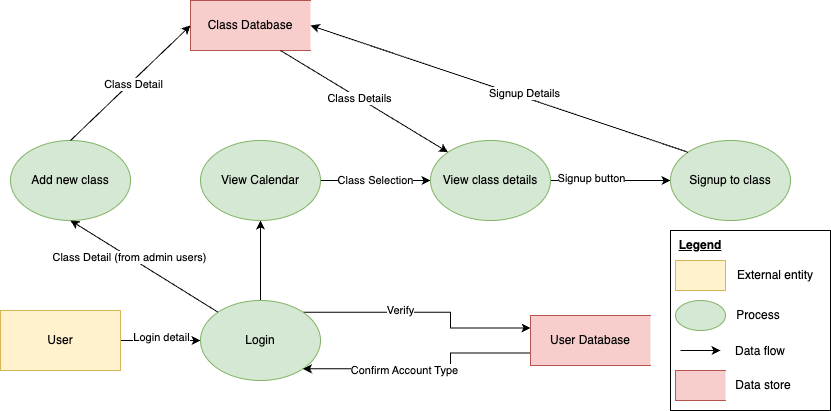 Class Database
Class Detail
Class Details
Signup Details
Add new class
View Calendar
Class Selection
View class details
Signup button
Signup to class
Class Detail (from admin users)
Legend
External entity
Process
Data flow
Data store
User
Login detail
Login
Verify
Confirm Account Type
User Database